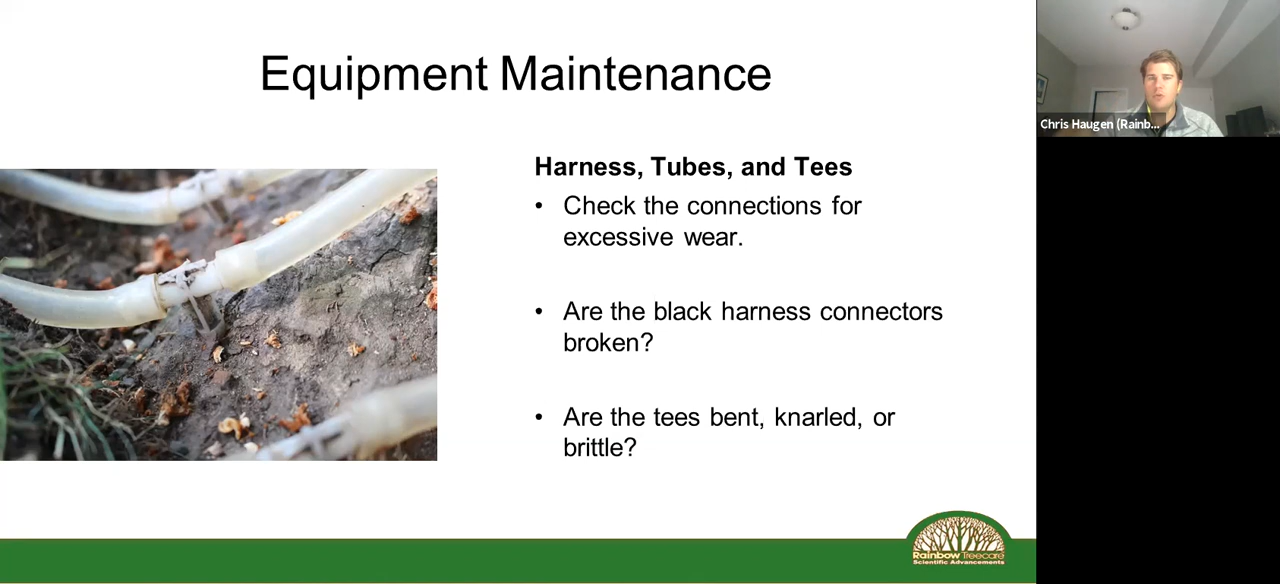 Equipment Maintenance
Harness, Tubes, and Tees
• Check the connections for
excessive wear.
• Are the black harness connectors
broken?
• Are the tees bent, knarled, or
brittle?
Rainbow Treecare
Scientific Advancements
Chris Haugen (Rainb...